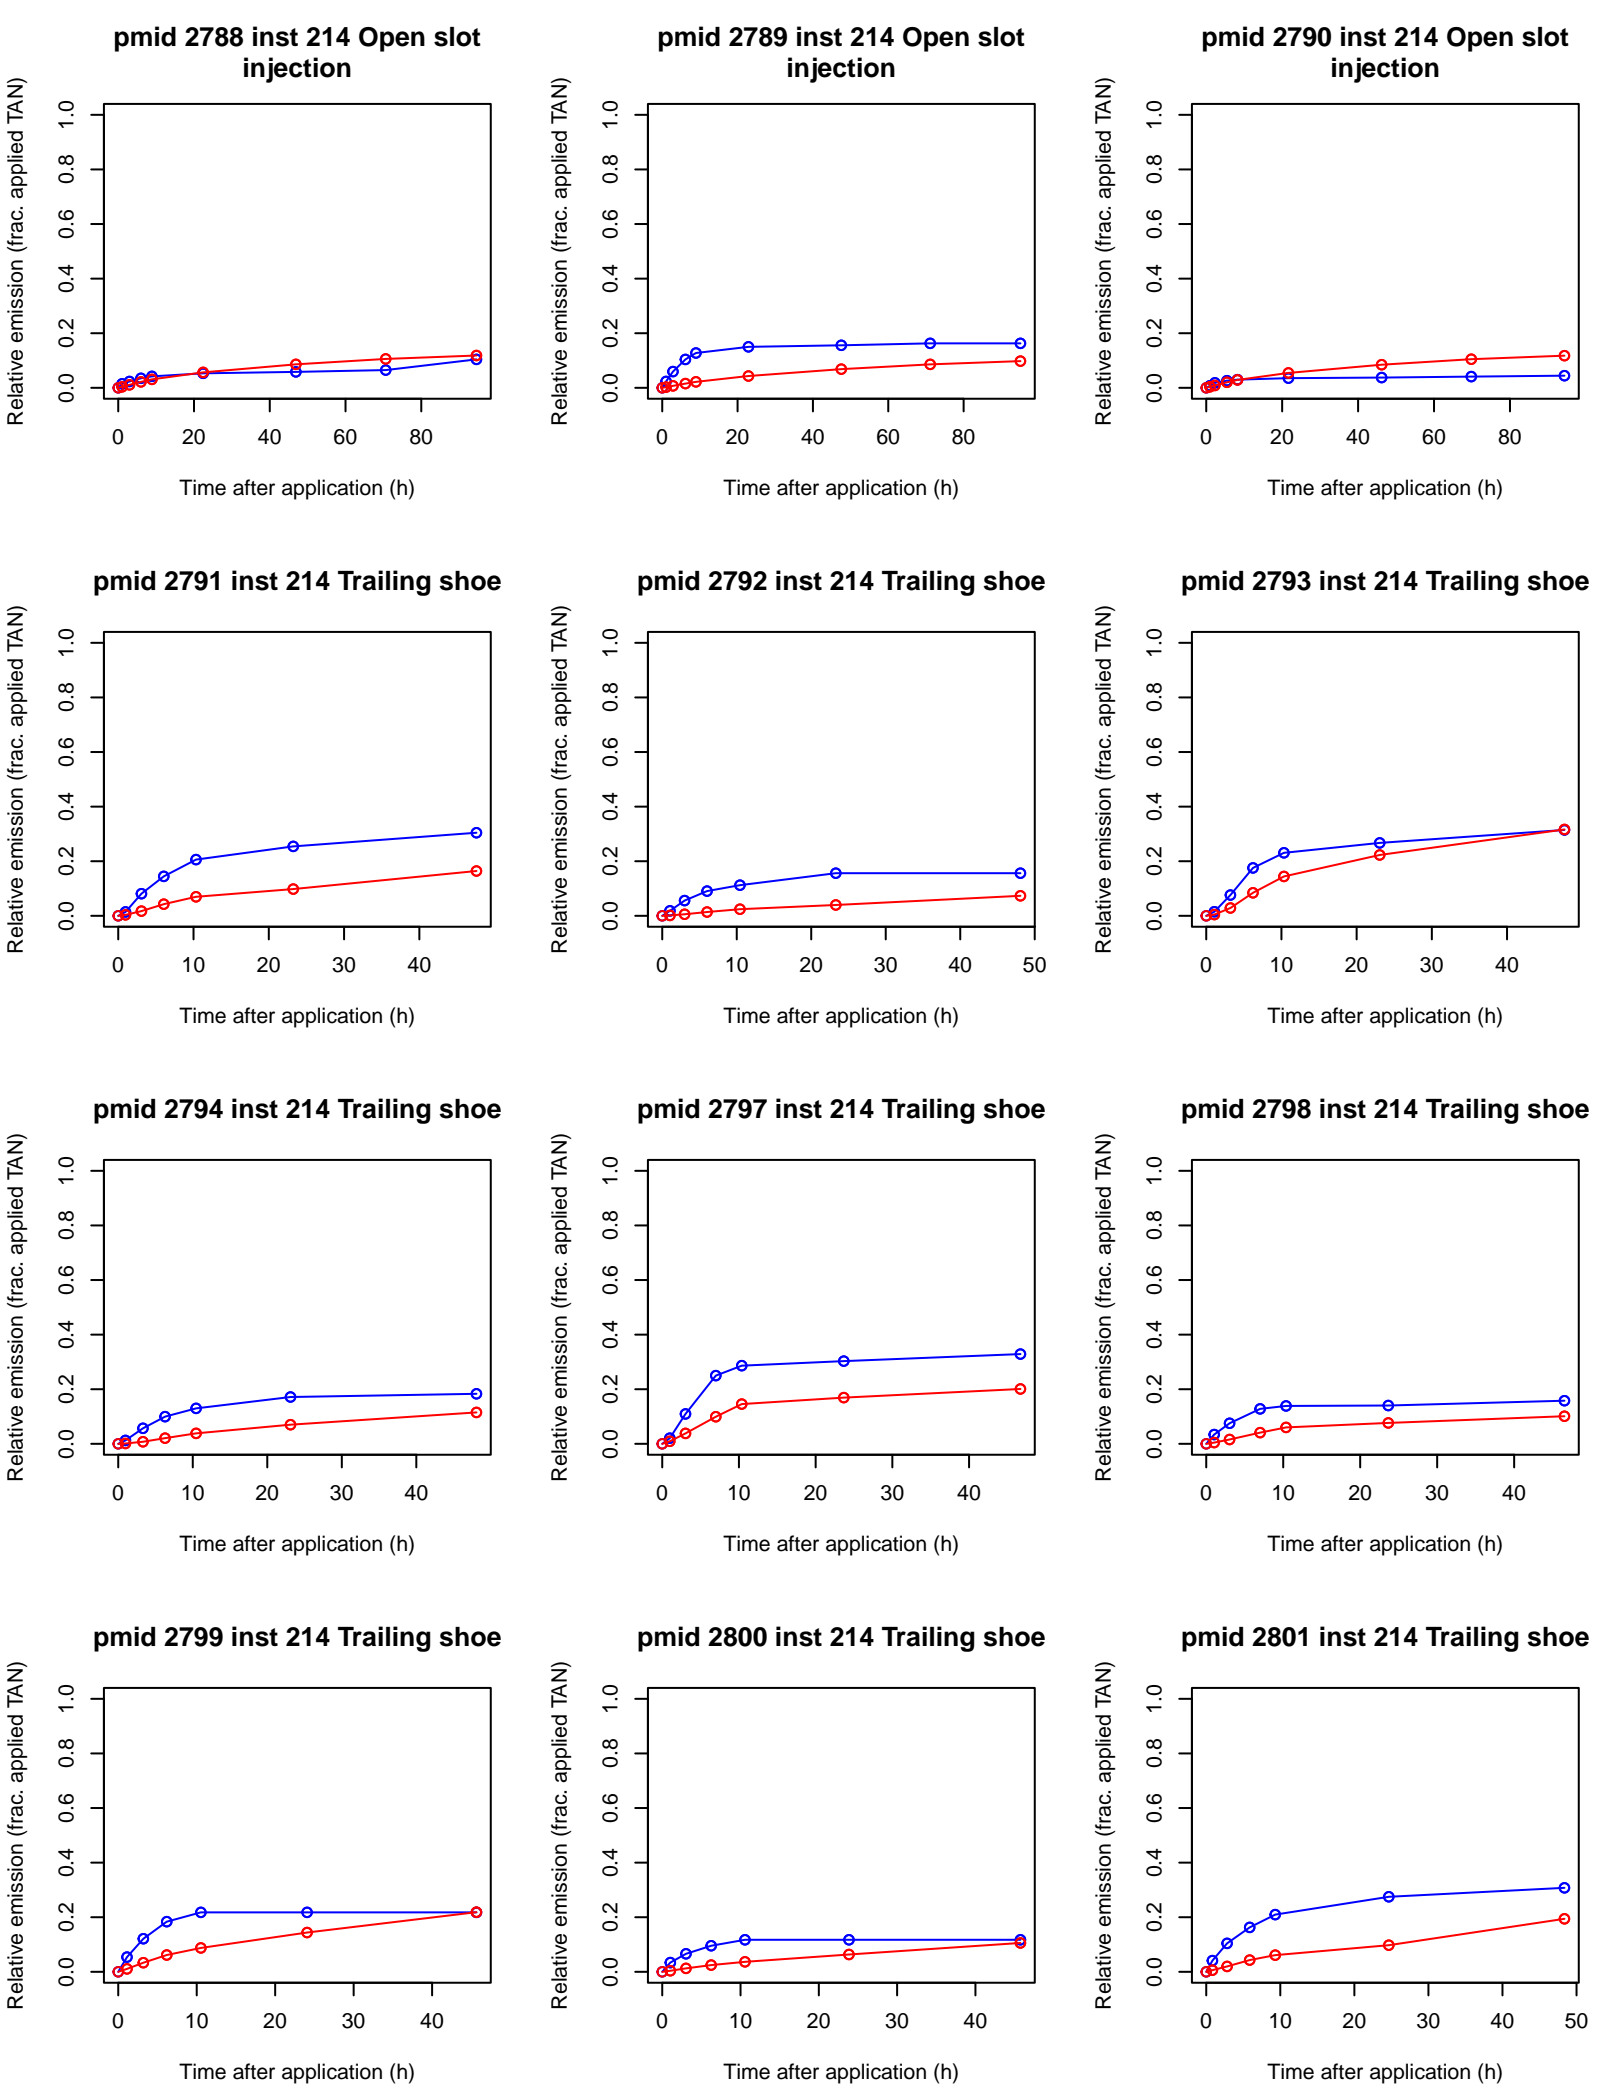 pmid 2788 inst 214 Open slot
injection
Relative emission (frac. applied TAN)
1.0
0.8
0.6
0.4
0.2
0.0
0 20 40 60 80
Time after application (h)
pmid 2789 inst 214 Open slot
injection
Relative emission (frac. applied TAN)
1.0
0.8
0.6
0.4
0.2
0.0
0 20 40 60 80
Time after application (h)
pmid 2790 inst 214 Open slot
injection
Relative emission (frac. applied TAN)
1.0
0.8
0.6
0.4
0.2
0.0
0 20 40 60 80
Time after application (h)
pmid 2791 inst 214 Trailing shoe
Relative emission (frac. applied TAN)
1.0
0.8
0.6
0.4
0.2
0.0
0 10 20 30 40
Time after application (h)
pmid 2792 inst 214 Trailing shoe
Relative emission (frac. applied TAN)
1.0
0.8
0.6
0.4
0.2
0.0
0 10 20 30 40 50
Time after application (h)
pmid 2793 inst 214 Trailing shoe
Relative emission (frac. applied TAN)
1.0
0.8
0.6
0.4
0.2
0.0
0 10 20 30 40
Time after application (h)
pmid 2794 inst 214 Trailing shoe
Relative emission (frac. applied TAN)
1.0
0.8
0.6
0.4
0.2
0.0
0 10 20 30 40
Time after application (h)
pmid 2797 inst 214 Trailing shoe
Relative emission (frac. applied TAN)
1.0
0.8
0.6
0.4
0.2
0.0
0 10 20 30 40
Time after application (h)
pmid 2798 inst 214 Trailing shoe
Relative emission (frac. applied TAN)
1.0
0.8
0.6
0.4
0.2
0.0
0 10 20 30 40
Time after application (h)
pmid 2799 inst 214 Trailing shoe
Relative emission (frac. applied TAN)
1.0
0.8
0.6
0.4
0.2
0.0
0 10 20 30 40
Time after application (h)
pmid 2800 inst 214 Trailing shoe
Relative emission (frac. applied TAN)
1.0
0.8
0.6
0.4
0.2
0.0
0 10 20 30 40
Time after application (h)
pmid 2801 inst 214 Trailing shoe
Relative emission (frac. applied TAN)
1.0
0.8
0.6
0.4
0.2
0.0
0 10 20 30 40 50
Time after application (h)